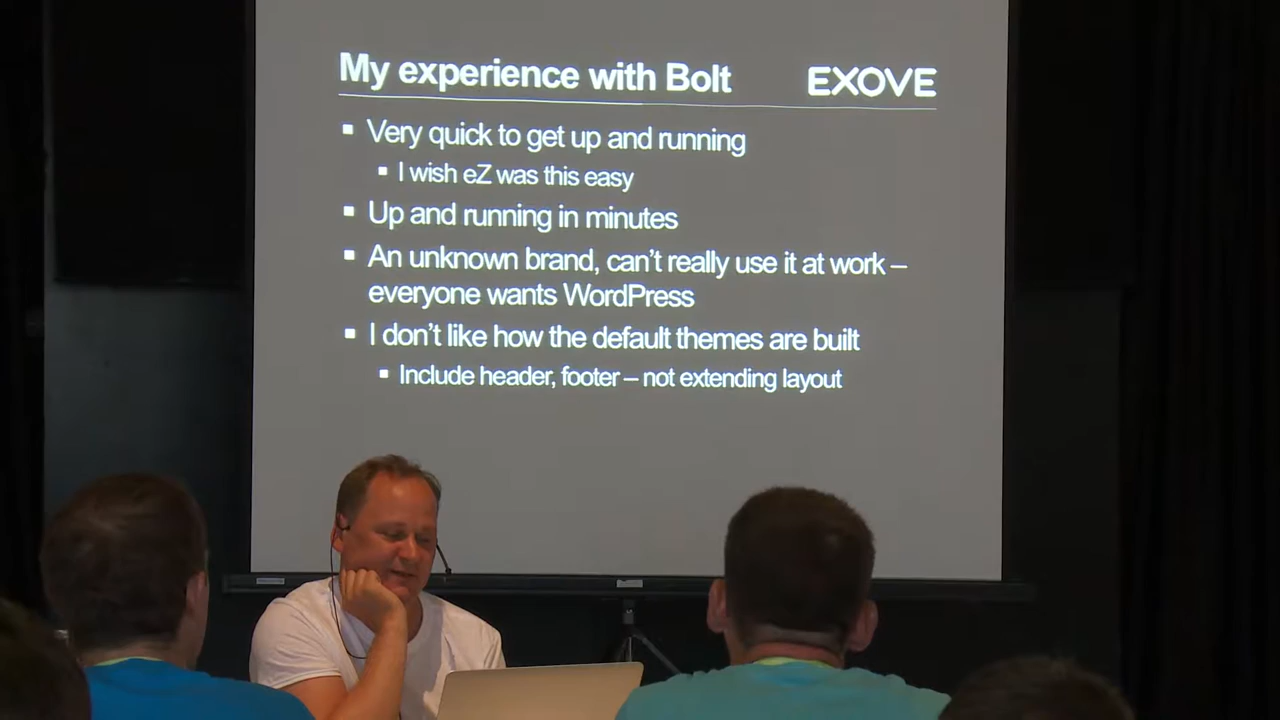 My experience with Bolt
EXOVE
▪ Very quick to get up and running
▪ I wish eZ was this easy
▪ Up and running in minutes
▪ An unknown brand, can't really use it at work –
everyone wants WordPress
▪ I don't like how the default themes are built
▪ Include header, footer – not extending layout